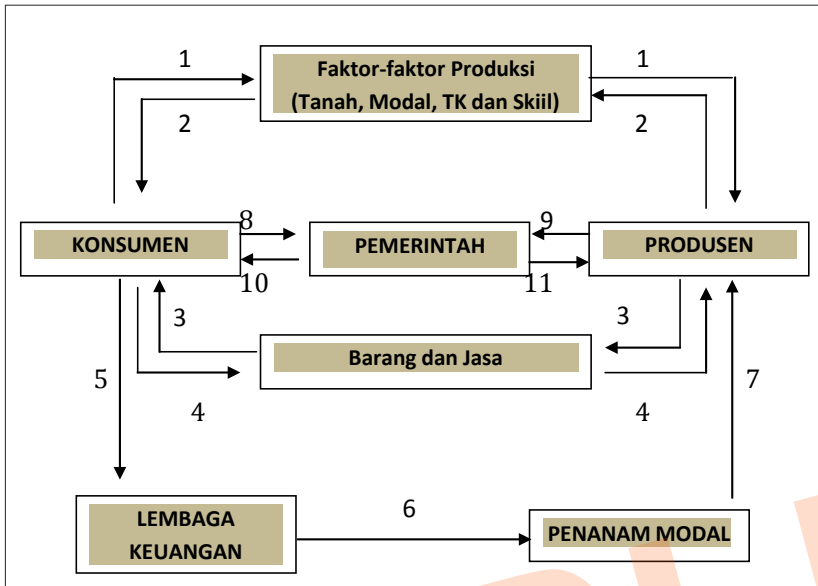 1
Faktor-faktor Produksi
(Tanah, Modal, TK dan Skiil)
1
2
2
8
9
KONSUMEN
PEMERINTAH
PRODUSEN
10
11
3
3
Barang dan Jasa
5
4
4
7
6
LEMBAGA
KEUANGAN
PENANAM MODAL